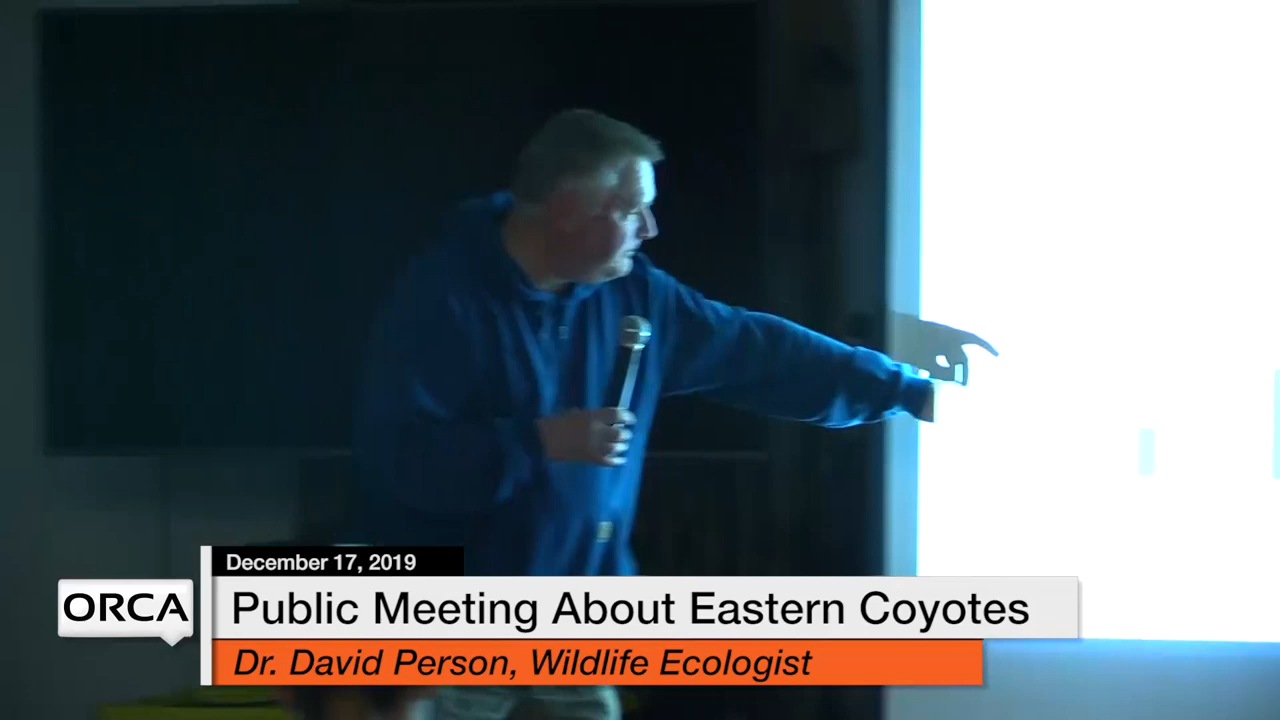 December 17, 2019
ORCA
Public Meeting About Eastern Coyotes
Dr. David Person, Wildlife Ecologist